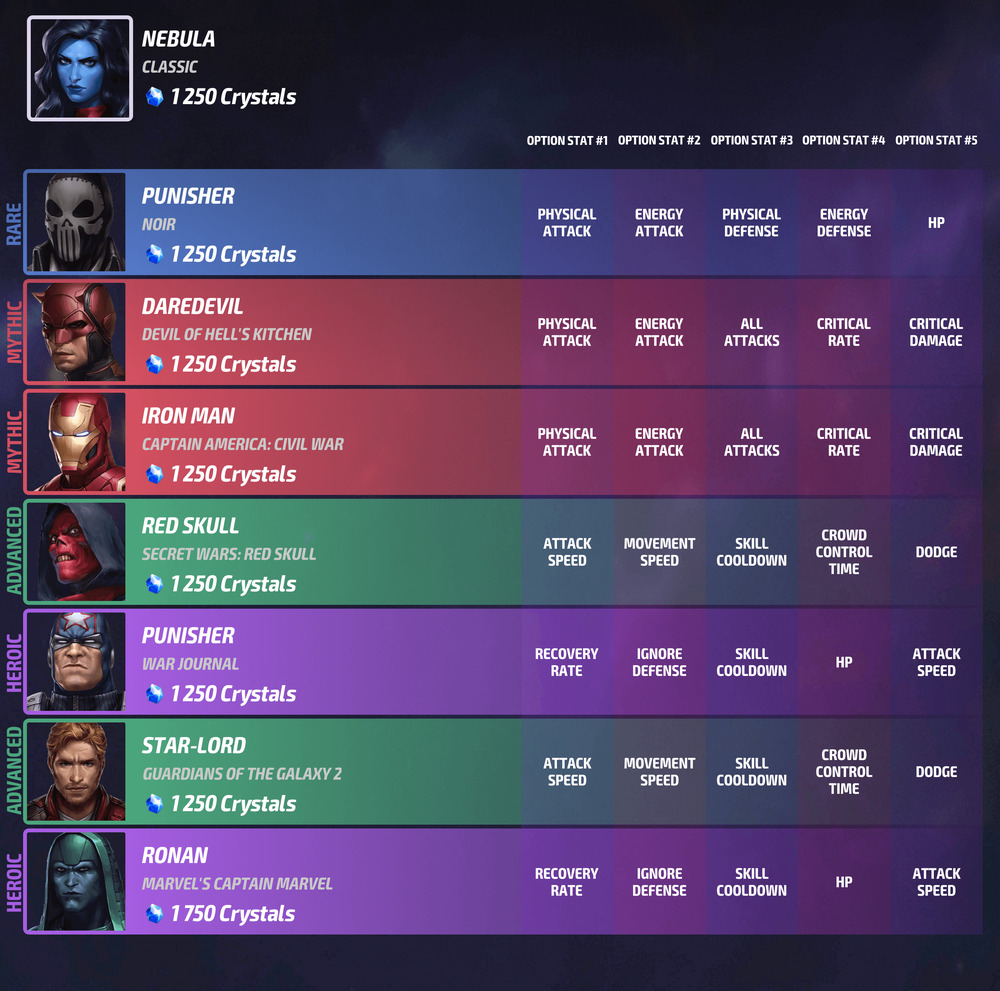 NEBULA
CLASSIC
1 250 Crystals
OPTION STAT #1 OPTION STAT #2 OPTION STAT #3 OPTION STAT #4 OPTION STAT #5
RARE
PUNISHER
NOIR
1 250 Crystals
PHYSICAL
ATTACK
ENERGY
ATTACK
PHYSICAL
DEFENSE
ENERGY
DEFENSE
HP
MYTHIC
DAREDEVIL
DEVIL OF HELL'S KITCHEN
1 250 Crystals
PHYSICAL
ATTACK
ENERGY
ATTACK
ALL
ATTACKS
CRITICAL
RATE
CRITICAL
DAMAGE
MYTHIC
IRON MAN
CAPTAIN AMERICA: CIVIL WAR
1 250 Crystals
PHYSICAL
ATTACK
ENERGY
ATTACK
ALL
ATTACKS
CRITICAL
RATE
CRITICAL
DAMAGE
ADVANCED
RED SKULL
SECRET WARS: RED SKULL
1 250 Crystals
ATTACK
SPEED
MOVEMENT
SPEED
SKILL
COOLDOWN
CROWD
CONTROL
TIME
DODGE
HEROIC
PUNISHER
WAR JOURNAL
1 250 Crystals
RECOVERY
RATE
IGNORE
DEFENSE
SKILL
COOLDOWN
HP
ATTACK
SPEED
ADVANCED
STAR-LORD
GUARDIANS OF THE GALAXY 2
1 250 Crystals
ATTACK
SPEED
MOVEMENT
SPEED
SKILL
COOLDOWN
CROWD
CONTROL
TIME
DODGE
HEROIC
RONAN
MARVEL'S CAPTAIN MARVEL
1 750 Crystals
RECOVERY
RATE
IGNORE
DEFENSE
SKILL
COOLDOWN
HP
ATTACK
SPEED